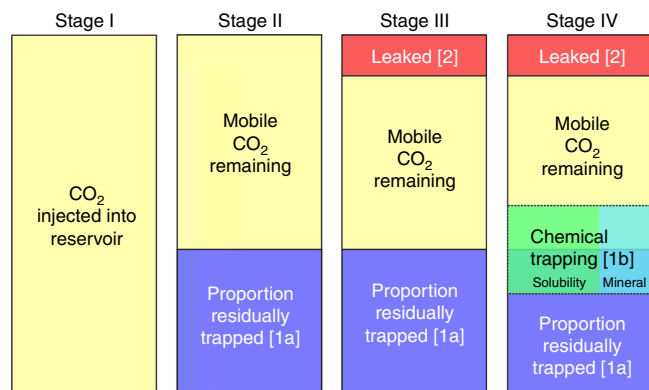 Stage I
CO₂
injected into
reservoir
Stage II
Mobile
CO₂
remaining
Proportion
residually
trapped [1a]
Stage III
Leaked [2]
Mobile
CO₂
remaining
Proportion
residually
trapped [1a]
Stage IV
Leaked [2]
Mobile
CO₂
remaining
Chemical
trapping [1b]
Solubility Mineral
Proportion
residually
trapped [1a]